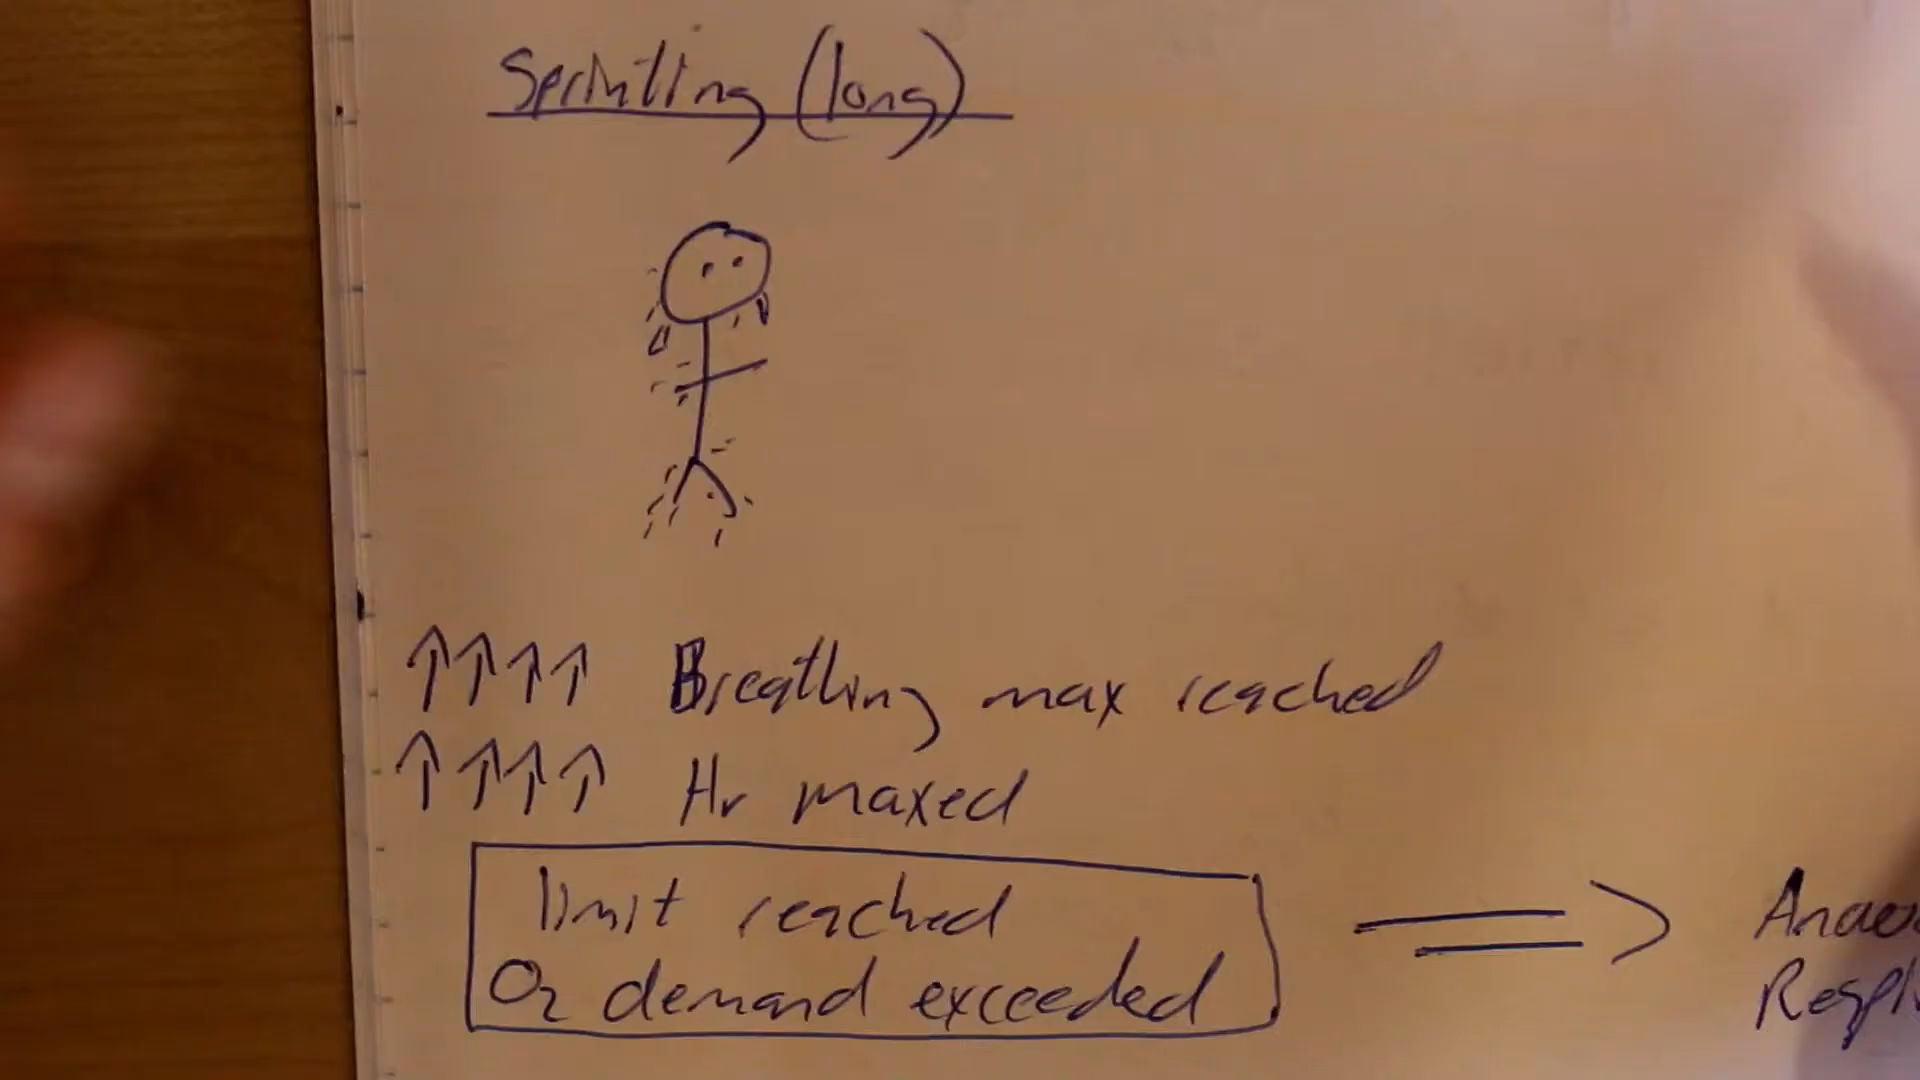 Sprinting (long)
↑↑↑↑ Breathing max reached
↑↑↑↑ Hr maxed
limit reached
O₂ demand exceeded
⇒